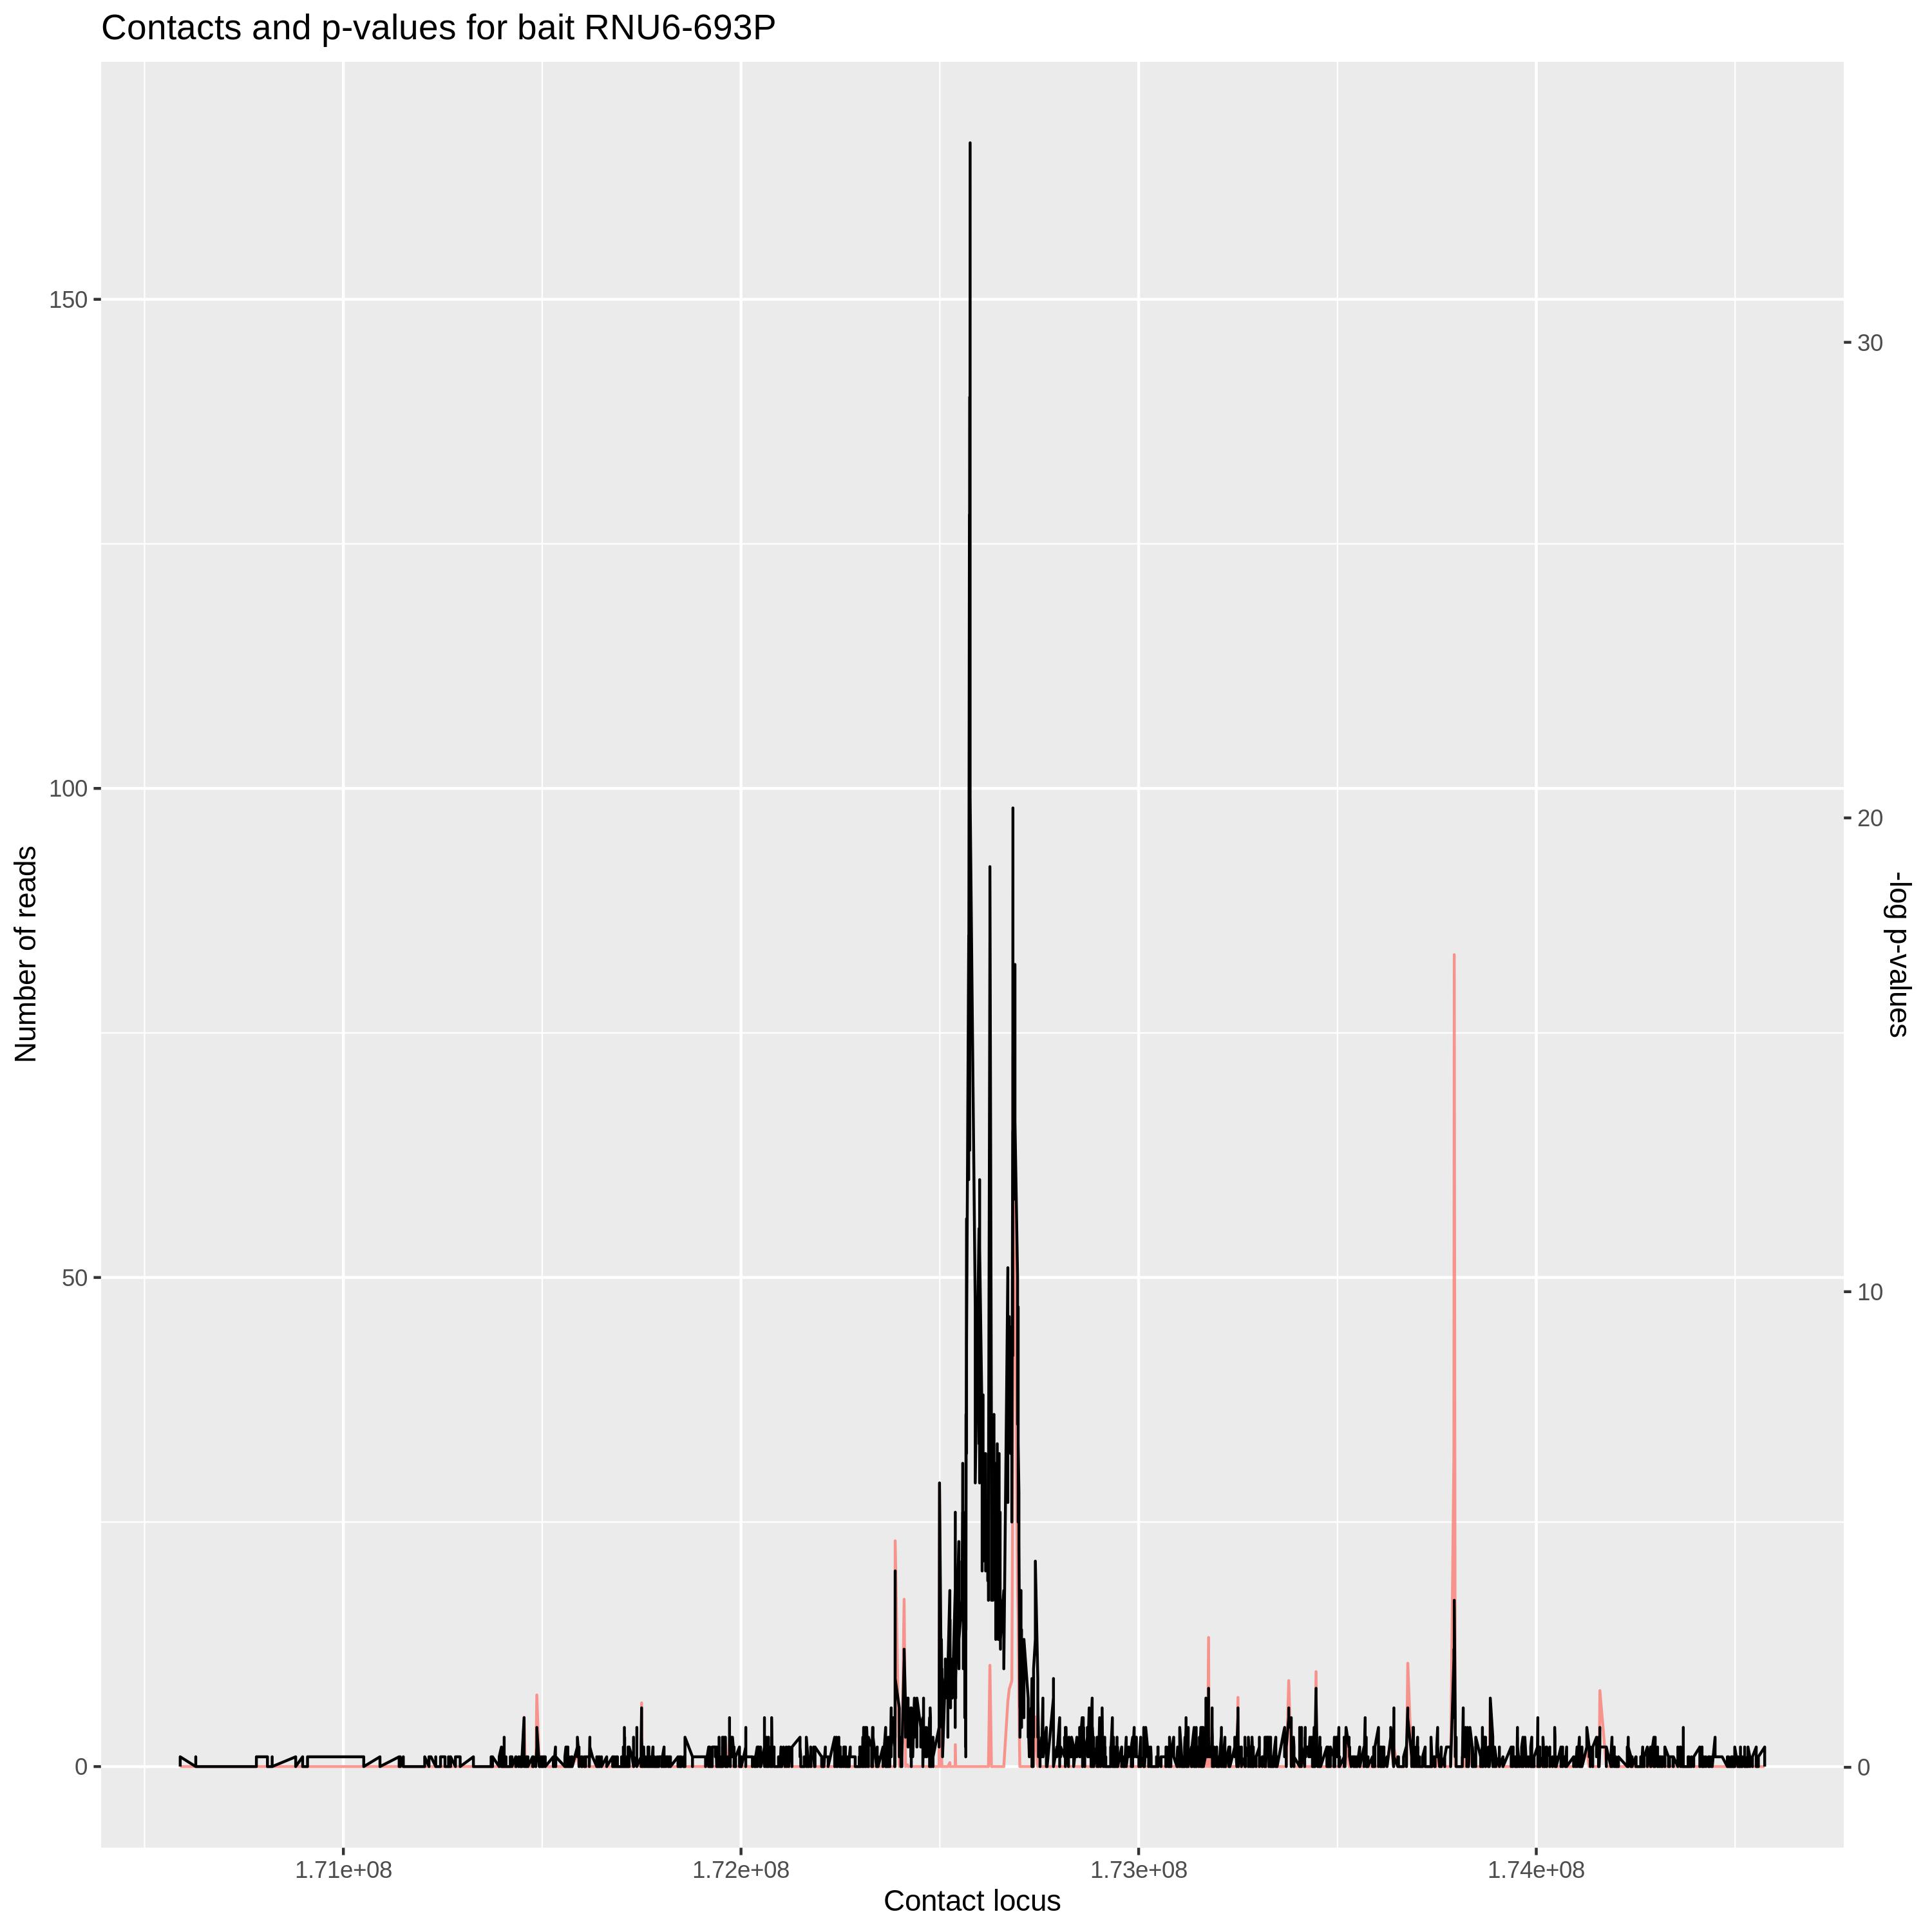 Contacts and p-values for bait RNU6-693P
150
100
50
0
30
20
10
0
Number of reads
-log p-values
1.71e+08
1.72e+08
1.73e+08
1.74e+08
Contact locus